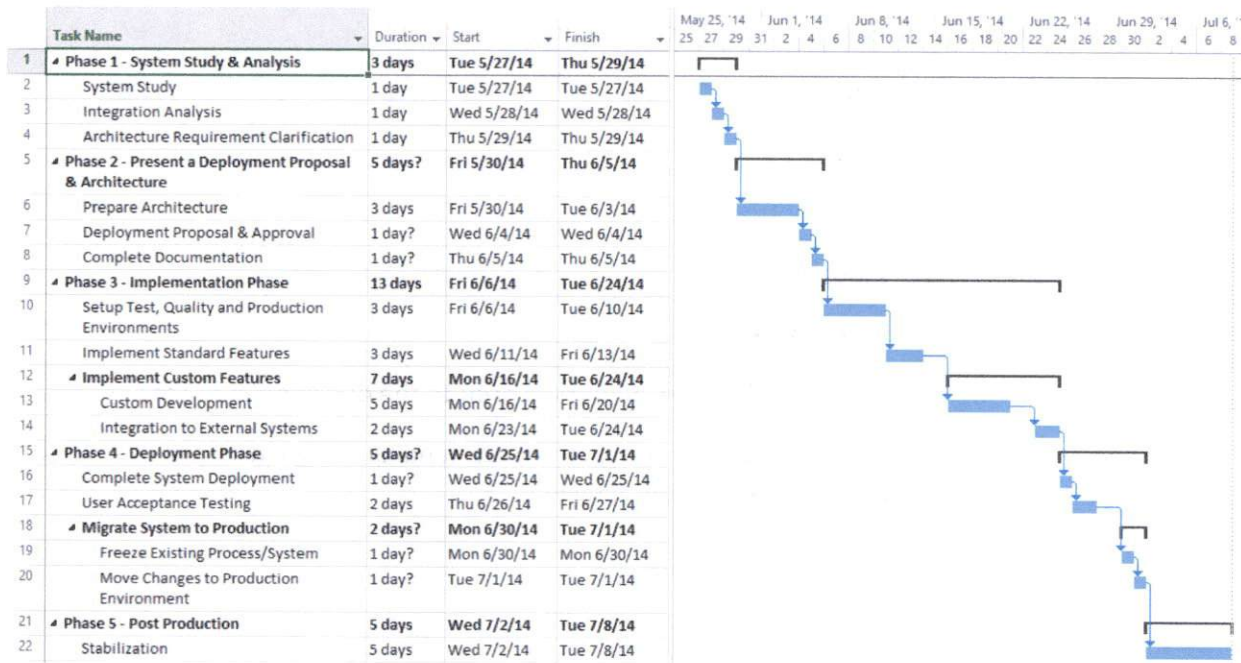 May 25, '14 Jun 1, '14 Jun 8, '14 Jun 15, '14 Jun 22, '14 Jun 29, '14 Jul 6, '
Task Name Duration Start Finish 25 27 29 31 2 4 6 8 10 12 14 16 18 20 22 24 26 28 30 2 4 6 8
1 Phase 1 - System Study & Analysis 3 days Tue 5/27/14 Thu 5/29/14
2 System Study 1 day Tue 5/27/14 Tue 5/27/14
3 Integration Analysis 1 day Wed 5/28/14 Wed 5/28/14
4 Architecture Requirement Clarification 1 day Thu 5/29/14 Thu 5/29/14
5 Phase 2 - Present a Deployment Proposal 5 days? Fri 5/30/14 Thu 6/5/14
& Architecture
6 Prepare Architecture 3 days Fri 5/30/14 Tue 6/3/14
7 Deployment Proposal & Approval 1 day? Wed 6/4/14 Wed 6/4/14
8 Complete Documentation 1 day? Thu 6/5/14 Thu 6/5/14
9 Phase 3 - Implementation Phase 13 days Fri 6/6/14 Tue 6/24/14
10 Setup Test, Quality and Production 3 days Fri 6/6/14 Tue 6/10/14
Environments
11 Implement Standard Features 3 days Wed 6/11/14 Fri 6/13/14
12 Implement Custom Features 7 days Mon 6/16/14 Tue 6/24/14
13 Custom Development 5 days Mon 6/16/14 Fri 6/20/14
14 Integration to External Systems 2 days Mon 6/23/14 Tue 6/24/14
15 Phase 4 - Deployment Phase 5 days? Wed 6/25/14 Tue 7/1/14
16 Complete System Deployment 1 day? Wed 6/25/14 Wed 6/25/14
17 User Acceptance Testing 2 days Thu 6/26/14 Fri 6/27/14
18 Migrate System to Production 2 days? Mon 6/30/14 Tue 7/1/14
19 Freeze Existing Process/System 1 day? Mon 6/30/14 Mon 6/30/14
20 Move Changes to Production 1 day? Tue 7/1/14 Tue 7/1/14
Environment
21 Phase 5 - Post Production 5 days Wed 7/2/14 Tue 7/8/14
22 Stabilization 5 days Wed 7/2/14 Tue 7/8/14